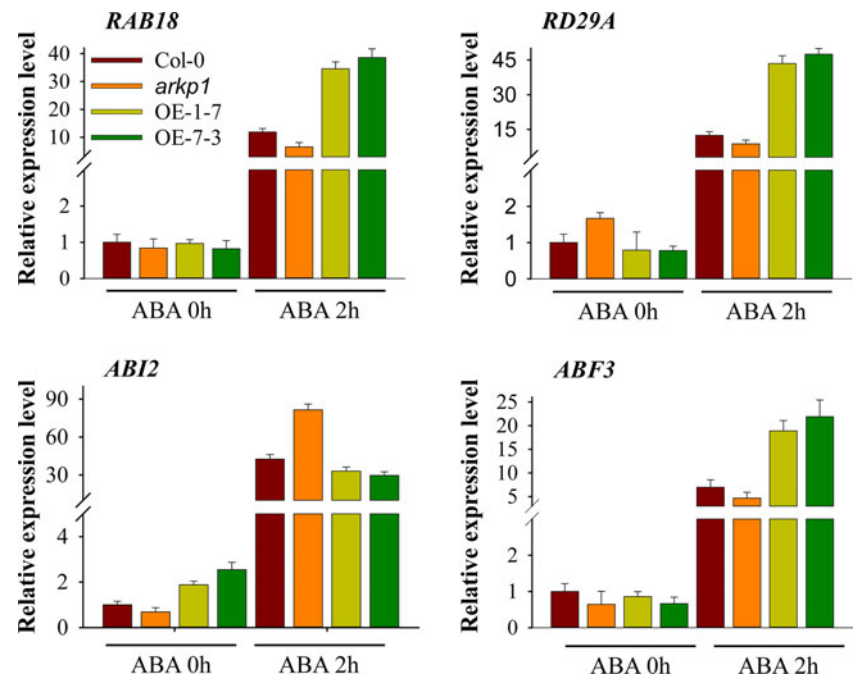 RAB18
Relative expression level
40
30
20
10
2
1
0
Col-0
arkp1
OE-1-7
OE-7-3
ABA 0h
ABA 2h
RD29A
Relative expression level
45
30
15
2
1
0
ABA 0h
ABA 2h
ABI2
Relative expression level
90
60
30
4
2
0
ABA 0h
ABA 2h
ABF3
Relative expression level
25
20
15
10
5
2
1
0
ABA 0h
ABA 2h